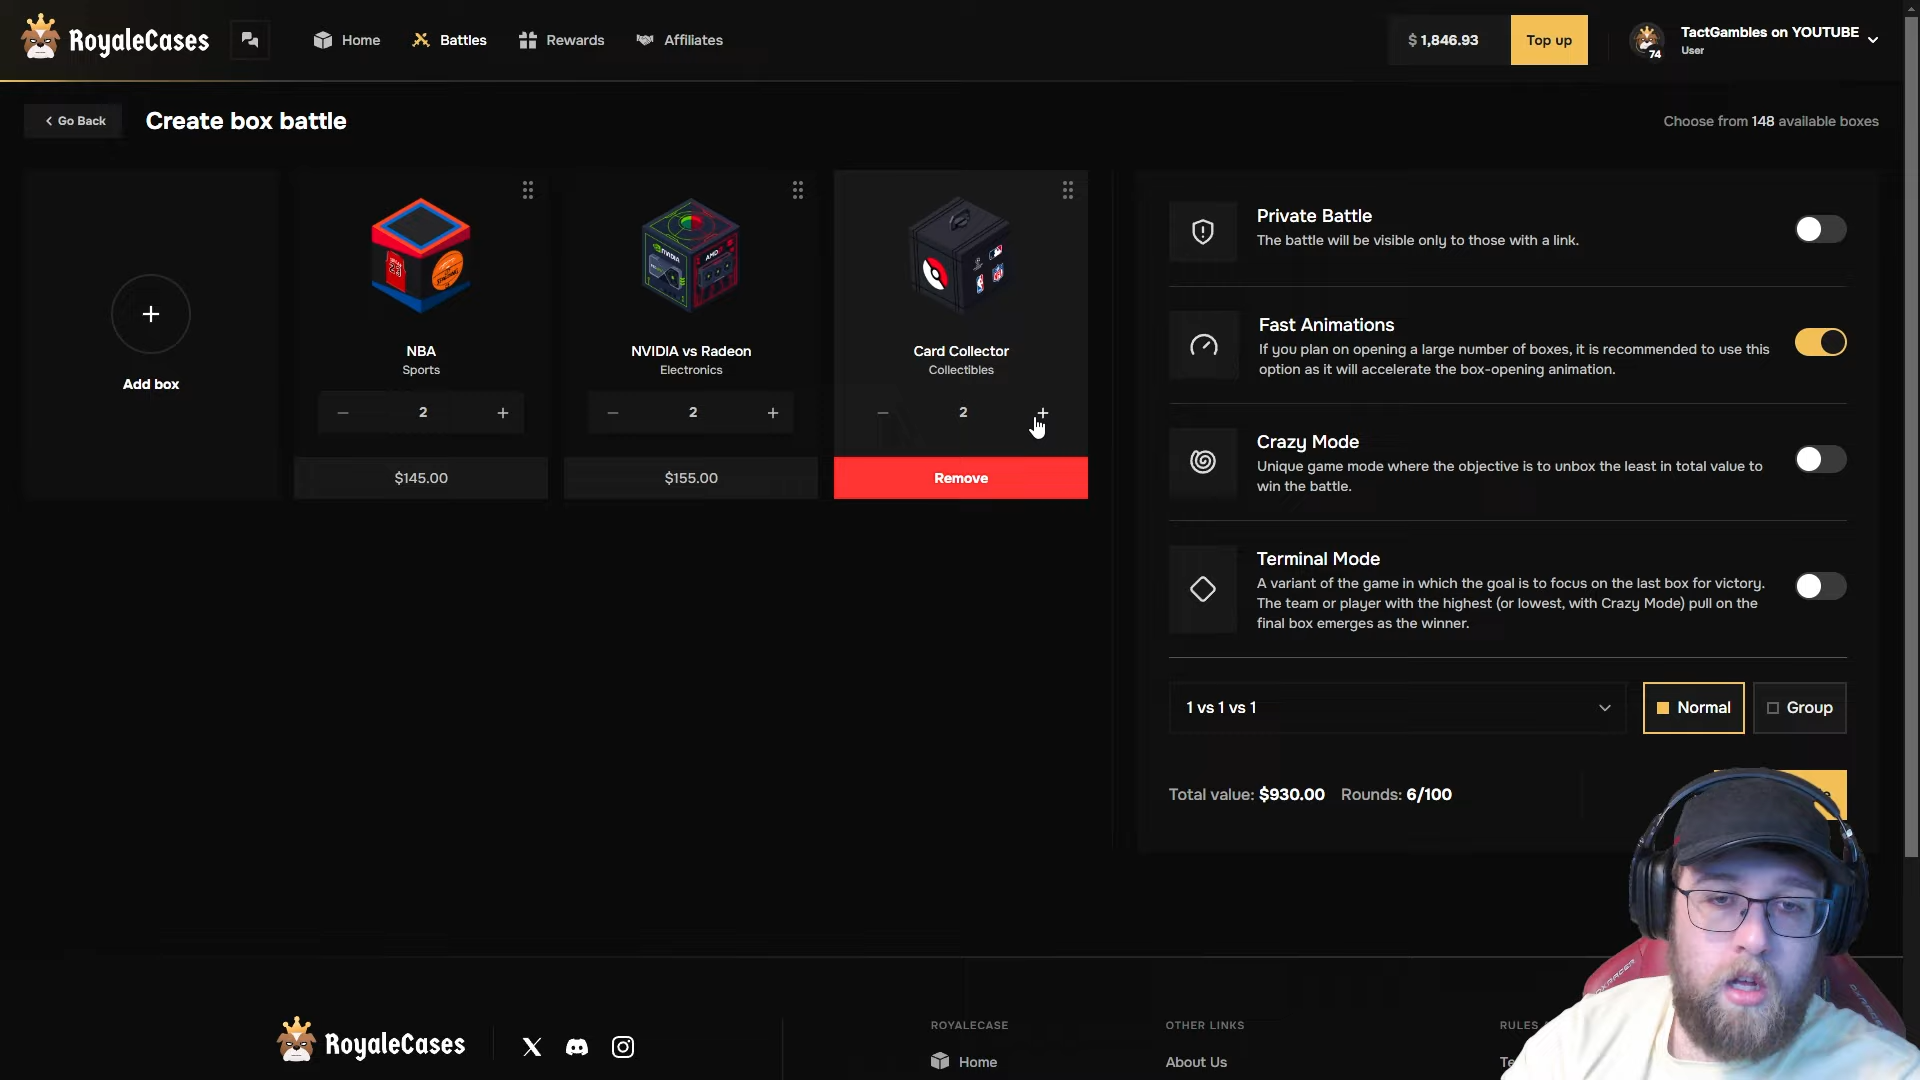 RoyaleCases
Home
Battles
Rewards
Affiliates
$ 1,846.93
Top up
74
TactGambles on YOUTUBE
User
Go Back
Create box battle
Choose from 148 available boxes
Add box
NBA
Sports
2
$145.00
NVIDIA vs Radeon
Electronics
2
$155.00
Card Collector
Collectibles
2
Remove
Private Battle
The battle will be visible only to those with a link.
Fast Animations
If you plan on opening a large number of boxes, it is recommended to use this
option as it will accelerate the box-opening animation.
Crazy Mode
Unique game mode where the objective is to unbox the least in total value to
win the battle.
Terminal Mode
A variant of the game in which the goal is to focus on the last box for victory.
The team or player with the highest (or lowest, with Crazy Mode) pull on the
final box emerges as the winner.
1 vs 1 vs 1
Normal
Group
Total value: $930.00 Rounds: 6/100
RoyaleCases
ROYALECASE
Home
OTHER LINKS
About Us
RULES